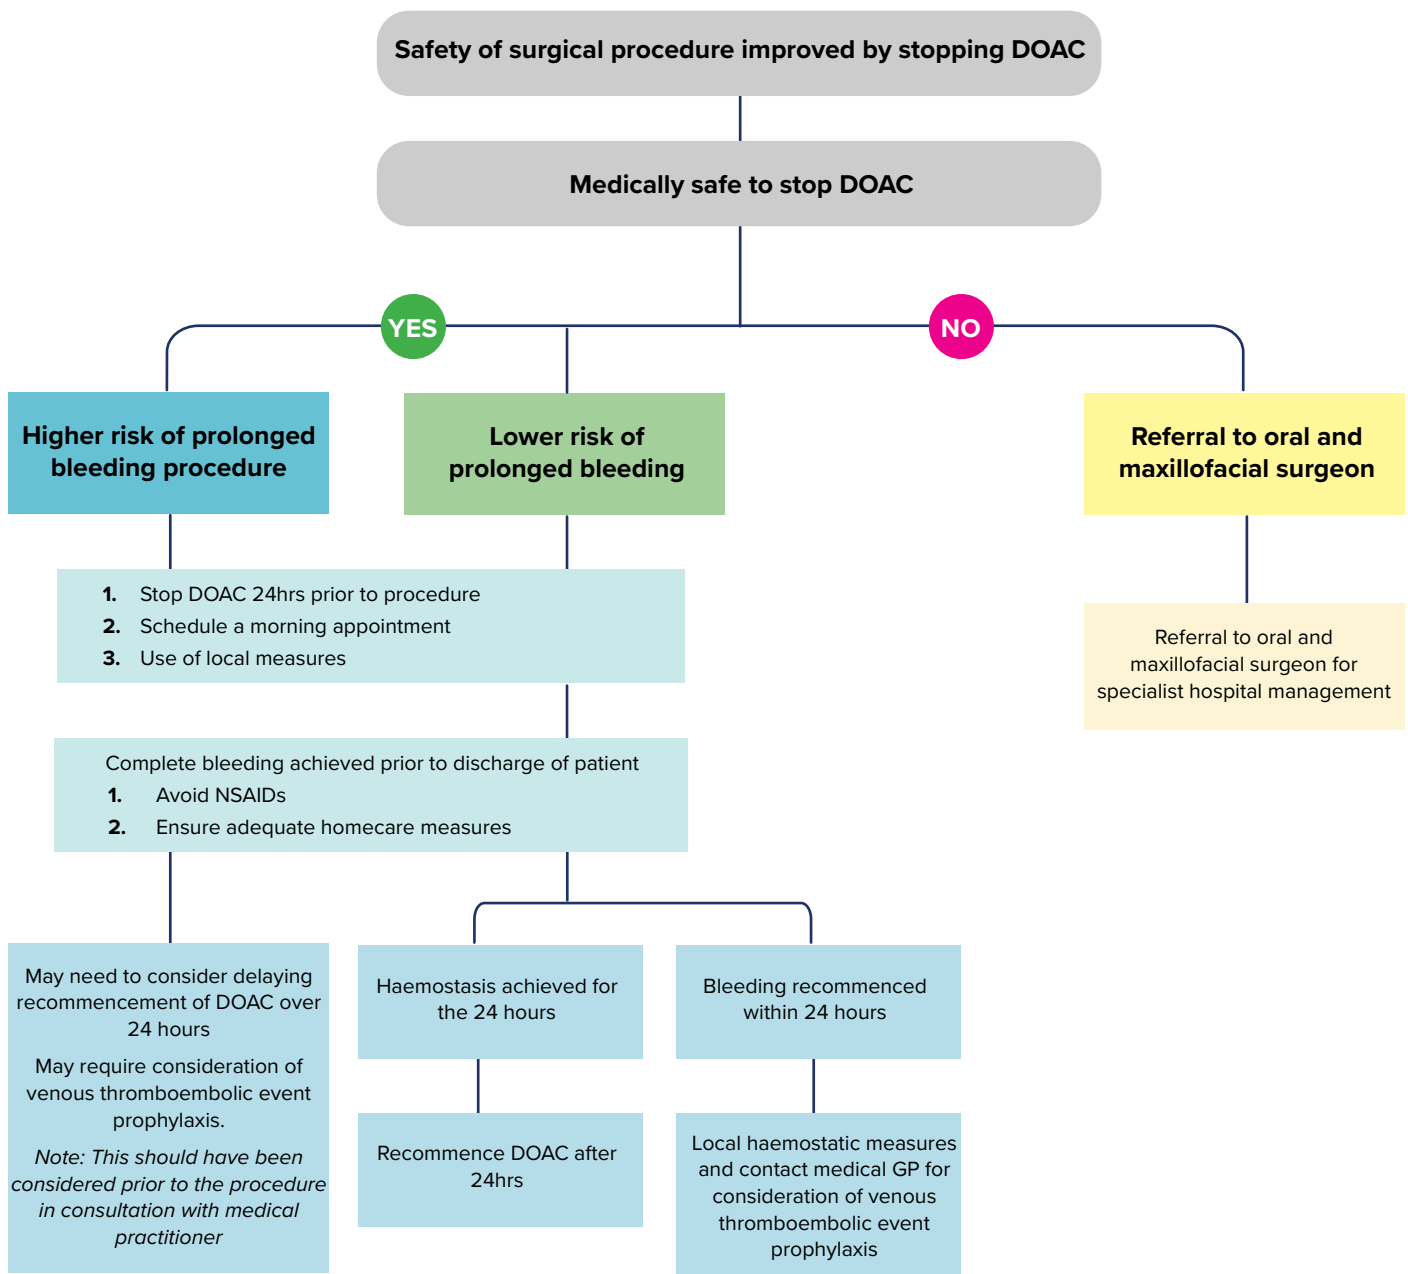 Safety of surgical procedure improved by stopping DOAC
Medically safe to stop DOAC
YES
NO
Higher risk of prolonged
bleeding procedure
Lower risk of
prolonged bleeding
Referral to oral and
maxillofacial surgeon
1. Stop DOAC 24hrs prior to procedure
2. Schedule a morning appointment
3. Use of local measures
Referral to oral and
maxillofacial surgeon for
specialist hospital management
Complete bleeding achieved prior to discharge of patient
1. Avoid NSAIDs
2. Ensure adequate homecare measures
May need to consider delaying
recommencement of DOAC over
24 hours
May require consideration of
venous thromboembolic event
prophylaxis.
Note: This should have been
considered prior to the procedure
in consultation with medical
practitioner
Haemostasis achieved for
the 24 hours
Bleeding recommenced
within 24 hours
Recommence DOAC after
24hrs
Local haemostatic measures
and contact medical GP for
consideration of venous
thromboembolic event
prophylaxis